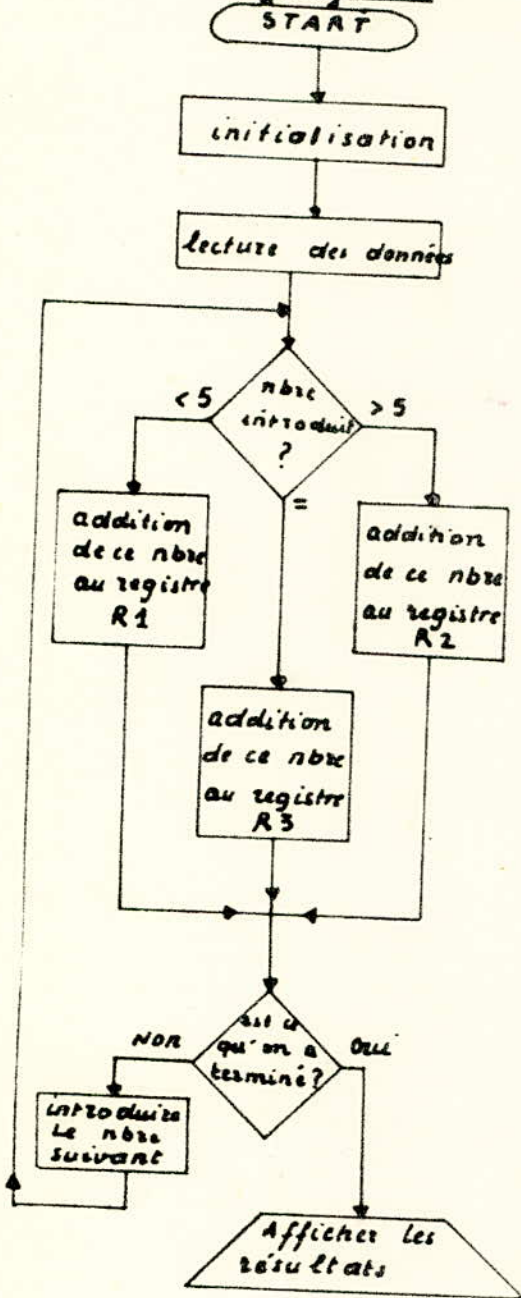 START
initialisation
lecture des données
nbre
introduit
?
< 5
> 5
=
addition
de ce nbre
au registre
R1
addition
de ce nbre
au registre
R2
addition
de ce nbre
au registre
R3
est ce
qu'on a
terminé?
NON
OUI
introduire
Le nbre
suivant
Afficher les
résultats